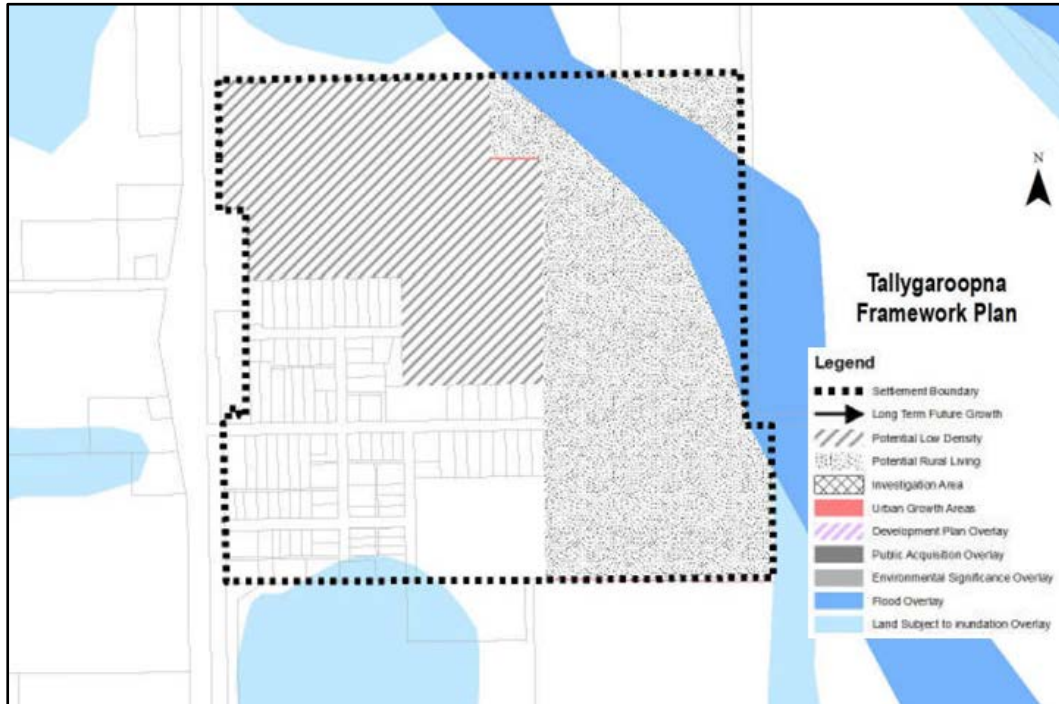 N
Tallygaroopna
Framework Plan
Legend
Settlement Boundary
Long Term Future Growth
Potential Low Density
Potential Rural Living
Investigation Area
Urban Growth Areas
Development Plan Overlay
Public Acquisition Overlay
Environmental Significance Overlay
Flood Overlay
Land Subject to inundation Overlay